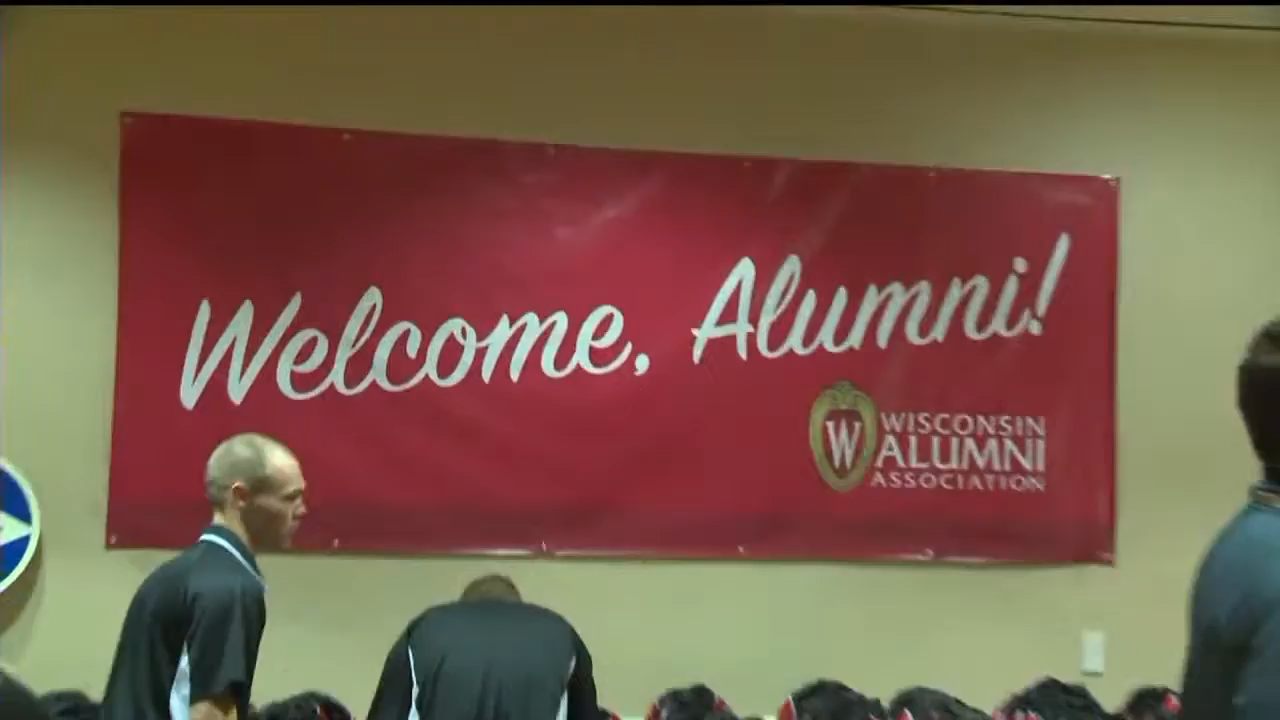 Welcome, Alumni!
W
WISCONSIN
ALUMNI
ASSOCIATION